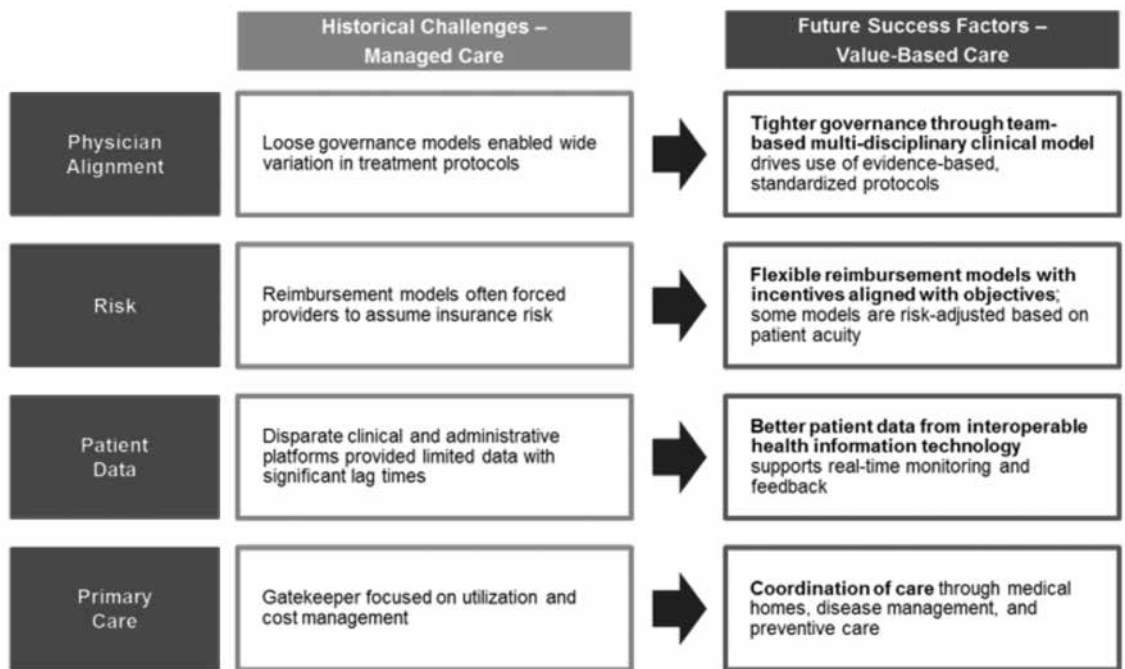 Historical Challenges –
Managed Care
Future Success Factors –
Value-Based Care
Physician
Alignment
Loose governance models enabled wide
variation in treatment protocols
Tighter governance through team-
based multi-disciplinary clinical model
drives use of evidence-based,
standardized protocols
Risk
Reimbursement models often forced
providers to assume insurance risk
Flexible reimbursement models with
incentives aligned with objectives;
some models are risk-adjusted based on
patient acuity
Patient
Data
Disparate clinical and administrative
platforms provided limited data with
significant lag times
Better patient data from interoperable
health information technology
supports real-time monitoring and
feedback
Primary
Care
Gatekeeper focused on utilization and
cost management
Coordination of care through medical
homes, disease management, and
preventive care